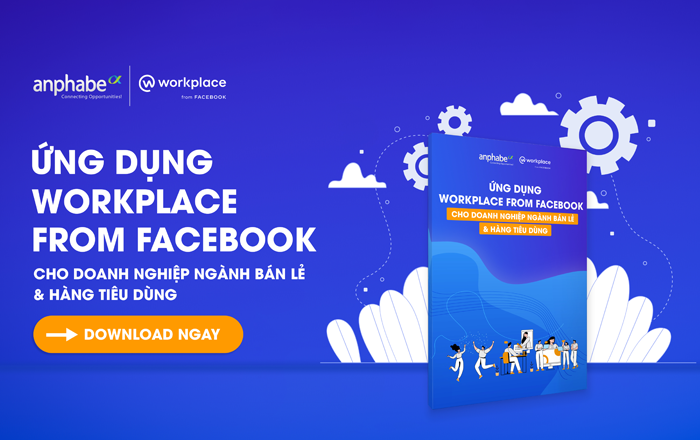 anphabe α
Connecting Opportunities!
workplace
from FACEBOOK
ỨNG DỤNG
WORKPLACE
FROM FACEBOOK
CHO DOANH NGHIỆP NGÀNH BÁN LẺ
& HÀNG TIÊU DÙNG
DOWNLOAD NGAY
anphabe α
workplace
ỨNG DỤNG
WORKPLACE FROM FACEBOOK
CHO DOANH NGHIỆP NGÀNH BÁN LẺ
& HÀNG TIÊU DÙNG